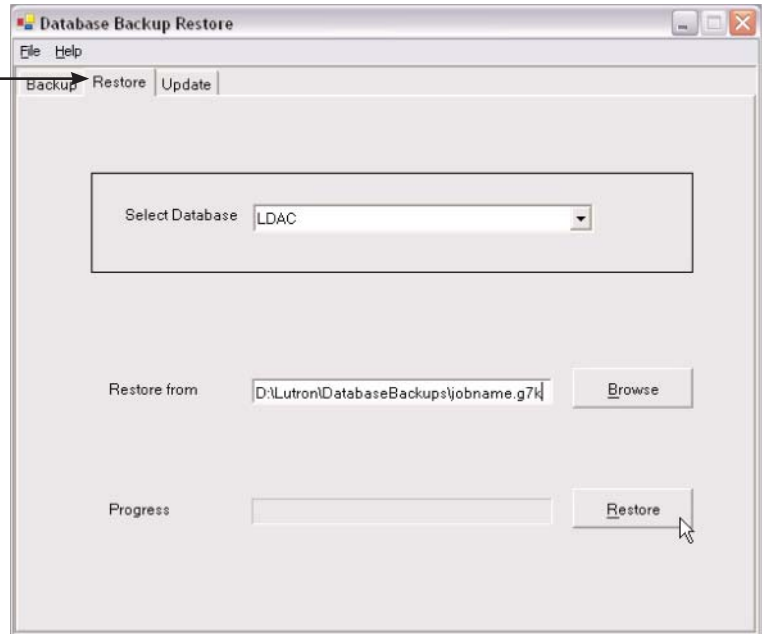 Database Backup Restore
File Help
Backup Restore Update
Select Database LDAC
Restore from D:\Lutron\DatabaseBackups\jobname.g7k Browse
Progress Restore